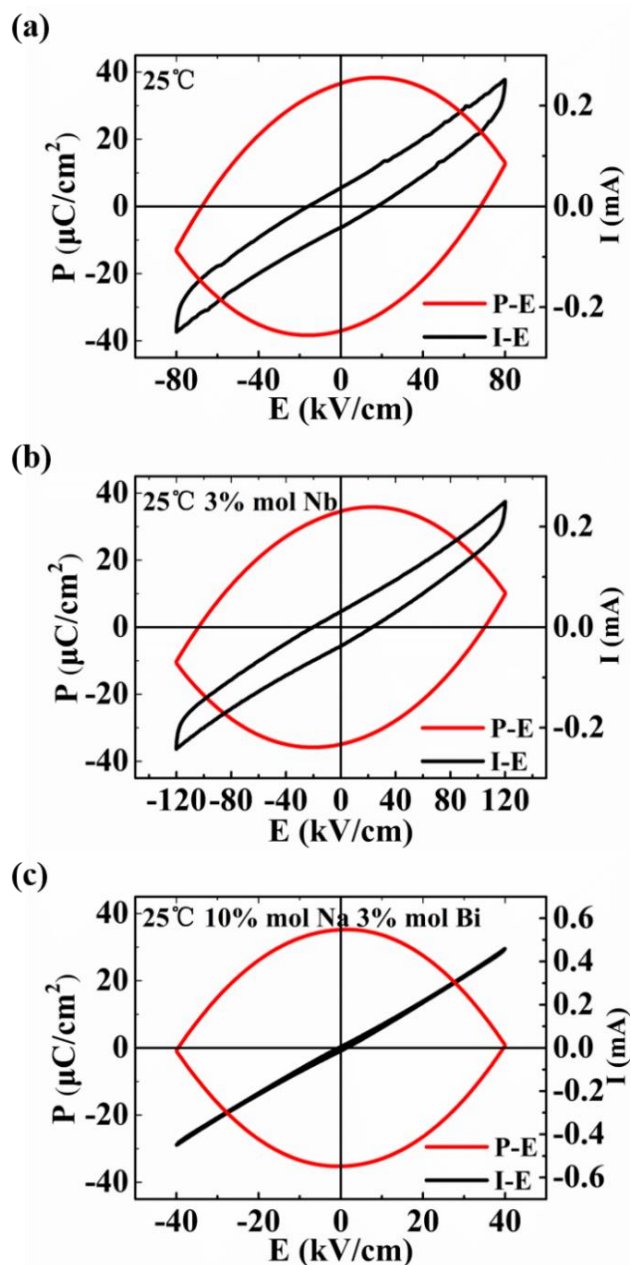 (a)
25℃
40
20
0
-20
-40
P (μC/cm²)
0.2
0.0
-0.2
I (mA)
P-E
I-E
-80 -40 0 40 80
E (kV/cm)
(b)
25℃ 3% mol Nb
40
20
0
-20
-40
P (μC/cm²)
0.2
0.0
-0.2
I (mA)
P-E
I-E
-120 -80 -40 0 40 80 120
E (kV/cm)
(c)
25℃ 10% mol Na 3% mol Bi
40
20
0
-20
-40
P (μC/cm²)
0.6
0.4
0.2
0.0
-0.2
-0.4
-0.6
I (mA)
P-E
I-E
-40 -20 0 20 40
E (kV/cm)